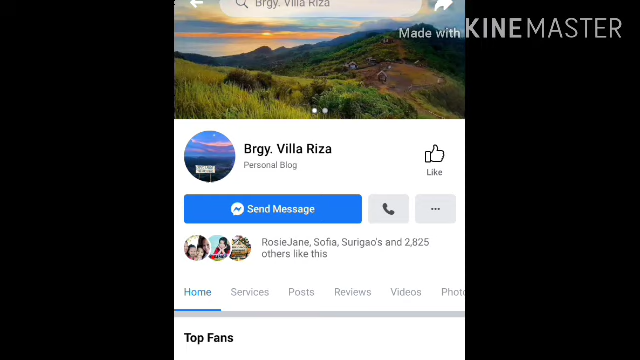 Brgy. Villa Riza
Made with KINEMASTER
Brgy. Villa Riza
Personal Blog
Like
Send Message
RosieJane, Sofia, Surigao's and 2,825
others like this
Home Services Posts Reviews Videos Photo
Top Fans